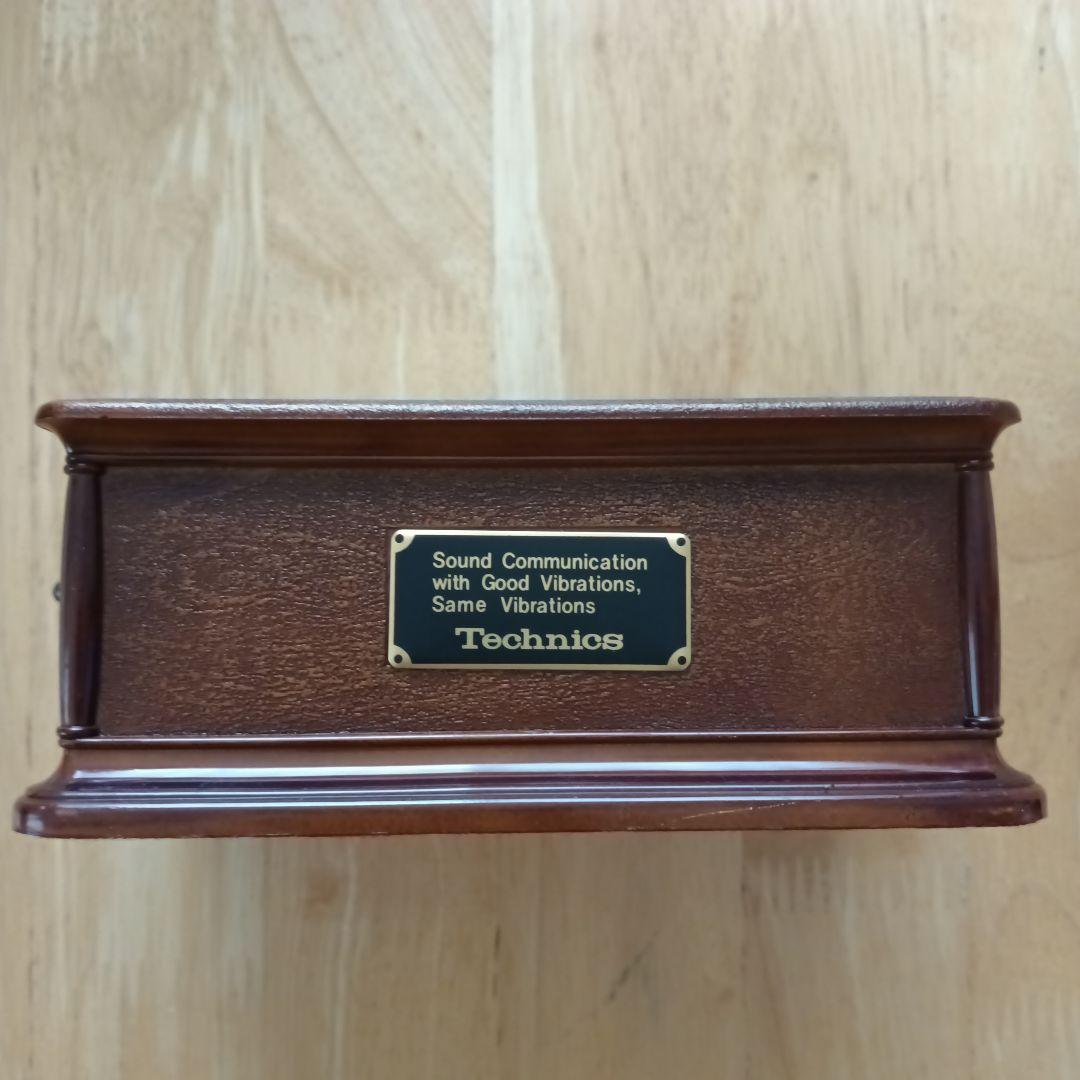 Sound Communication
with Good Vibrations,
Same Vibrations
Technics